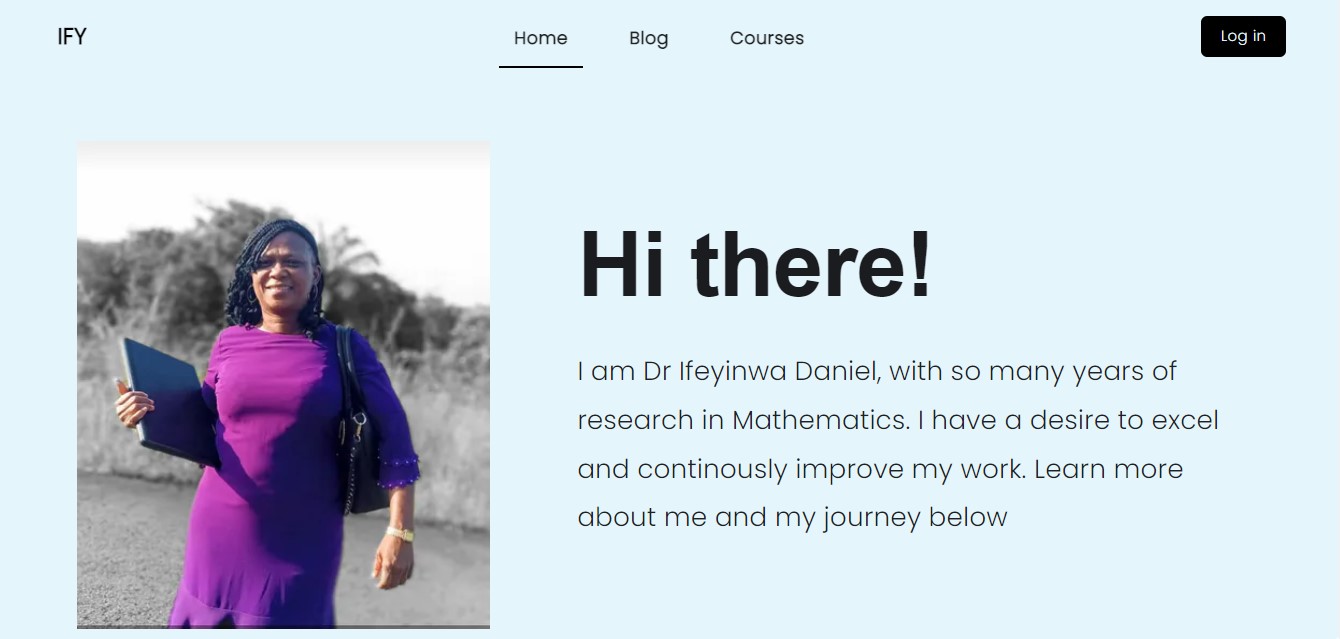 IFY
Home
Blog
Courses
Log in
Hi there!
I am Dr Ifeyinwa Daniel, with so many years of
research in Mathematics. I have a desire to excel
and continously improve my work. Learn more
about me and my journey below